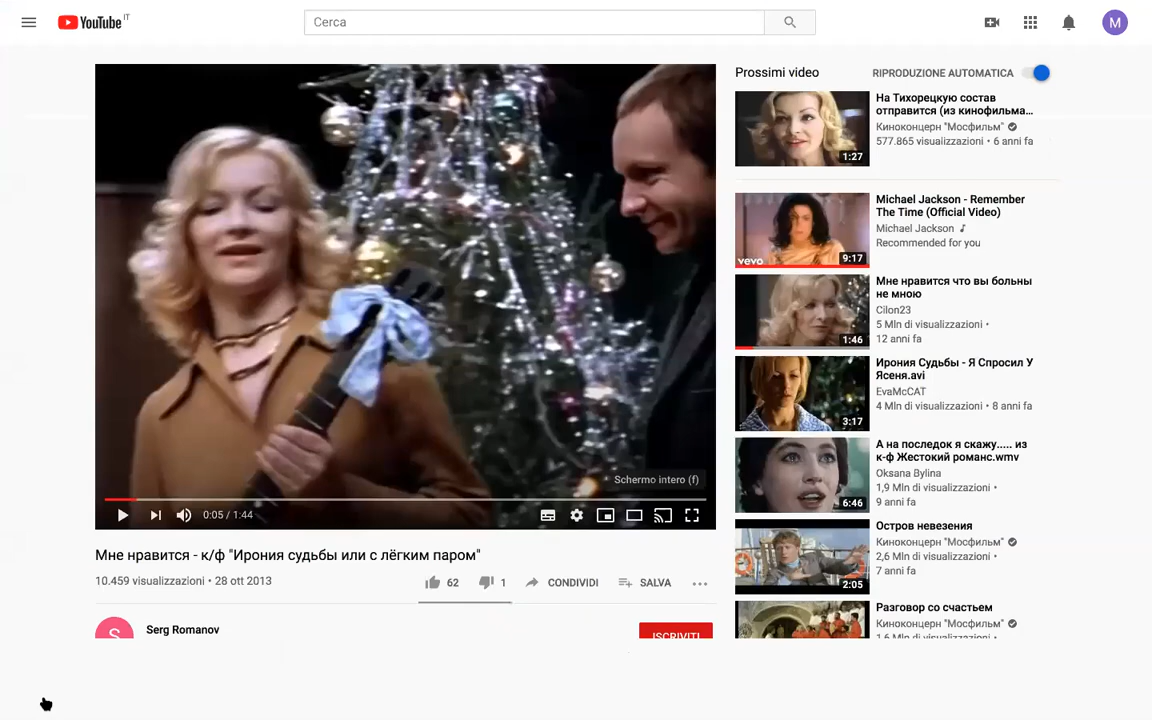 YouTube IT
Cerca
M
Schermo intero (f)
0:05 / 1:44
Мне нравится - к/ф "Ирония судьбы или с лёгким паром"
10.459 visualizzazioni • 28 ott 2013
62
1
CONDIVIDI
SALVA
S
Serg Romanov
ISCRIVITI
Prossimi video
RIPRODUZIONE AUTOMATICA
1:27
На Тихорецкую состав
отправится (из кинофильма...
Киноконцерн "Мосфильм"
577.865 visualizzazioni • 6 anni fa
vevo
9:17
Michael Jackson - Remember
The Time (Official Video)
Michael Jackson
Recommended for you
1:46
Мне нравится что вы больны
не мною
Cilon23
5 Mln di visualizzazioni •
12 anni fa
3:17
Ирония Судьбы - Я Спросил У
Ясеня.avi
EvaMcCAT
4 Mln di visualizzazioni • 8 anni fa
6:46
А на последок я скажу..... из
к-ф Жестокий романс.wmv
Oksana Bylina
1,9 Mln di visualizzazioni •
9 anni fa
2:05
Остров невезения
Киноконцерн "Мосфильм"
2,6 Mln di visualizzazioni •
7 anni fa
Разговор со счастьем
Киноконцерн "Мосфильм"
1,6 Mln di visualizzazioni •